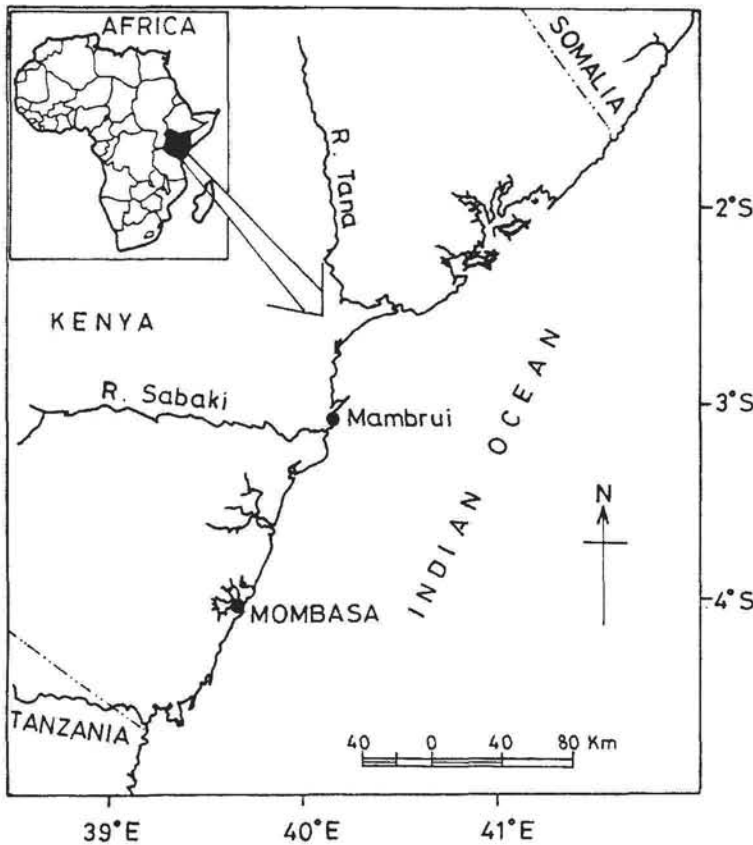 AFRICA
SOMALIA
R. Tana
2°S
KENYA
INDIAN OCEAN
R. Sabaki
Mambrui
3°S
N
MOMBASA
4°S
TANZANIA
40 0 40 80 Km
39°E 40°E 41°E